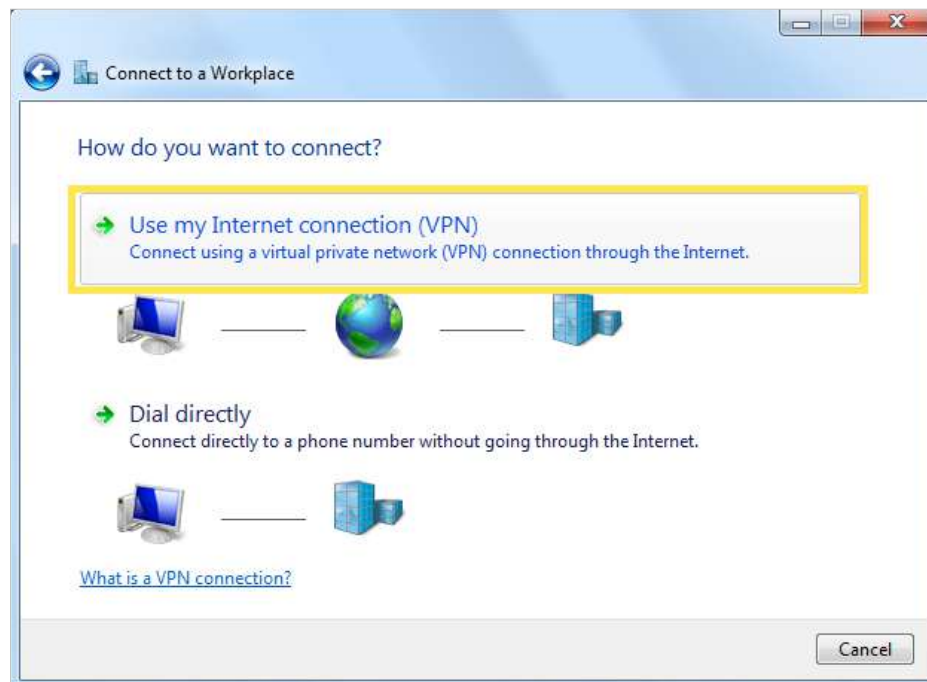 Connect to a Workplace
How do you want to connect?
Use my Internet connection (VPN)
Connect using a virtual private network (VPN) connection through the Internet.
Dial directly
Connect directly to a phone number without going through the Internet.
What is a VPN connection?
Cancel